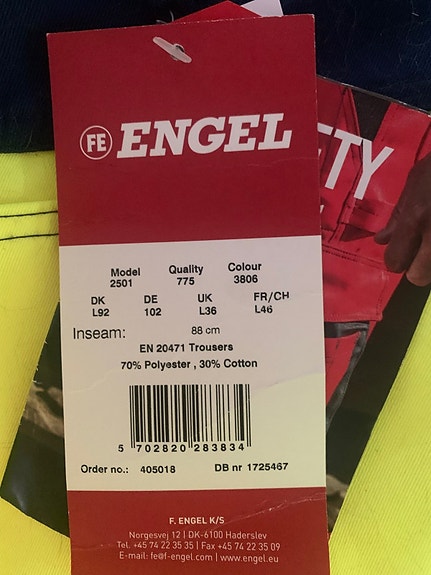 FE ENGEL
TY
Model Quality Colour
2501 775 3806
DK DE UK FR/CH
L92 102 L36 L46
Inseam: 88 cm
EN 20471 Trousers
70% Polyester , 30% Cotton
5 702820 283834
Order no.: 405018 DB nr 1725467
F. ENGEL K/S
Norgesvej 12 | DK-6100 Haderslev
Tel. +45 74 22 35 35 | Fax +45 74 22 35 09
E-mail: fe@f-engel.com | www.engel.eu